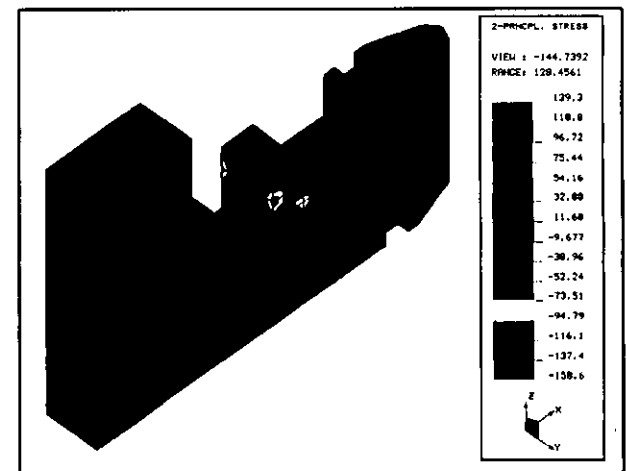 2-PRNCPL. STRESS
VIEW : -144.7392
RANGE: 128.4561
139.3
118.0
96.72
75.44
54.16
32.88
11.60
-9.677
-30.96
-52.24
-73.51
-94.79
-116.1
-137.4
-158.6
Z
X
Y